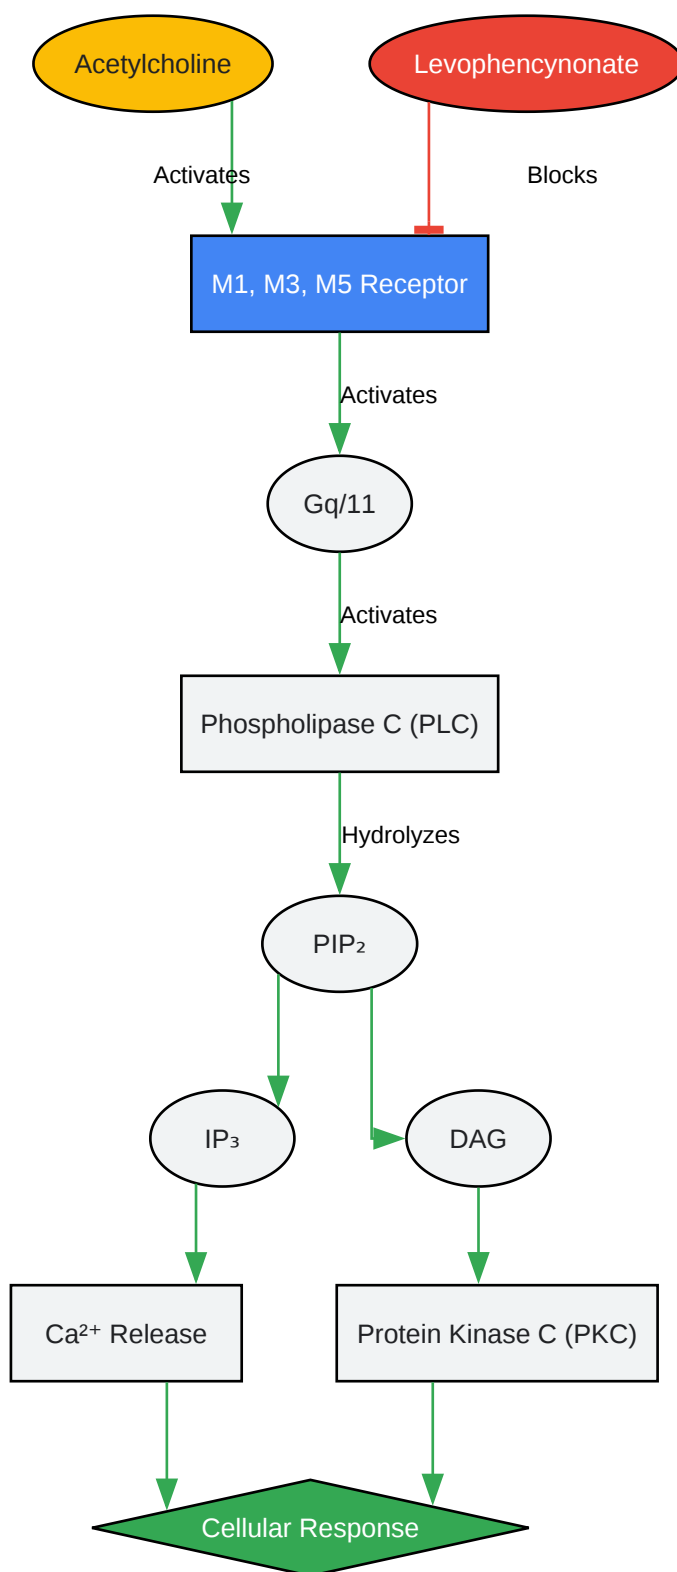 Acetylcholine
Levophencynonate
Activates
Blocks
M1, M3, M5 Receptor
Activates
Gq/11
Activates
Phospholipase C (PLC)
Hydrolyzes
PIP₂
IP₃
DAG
Ca²⁺ Release
Protein Kinase C (PKC)
Cellular Response